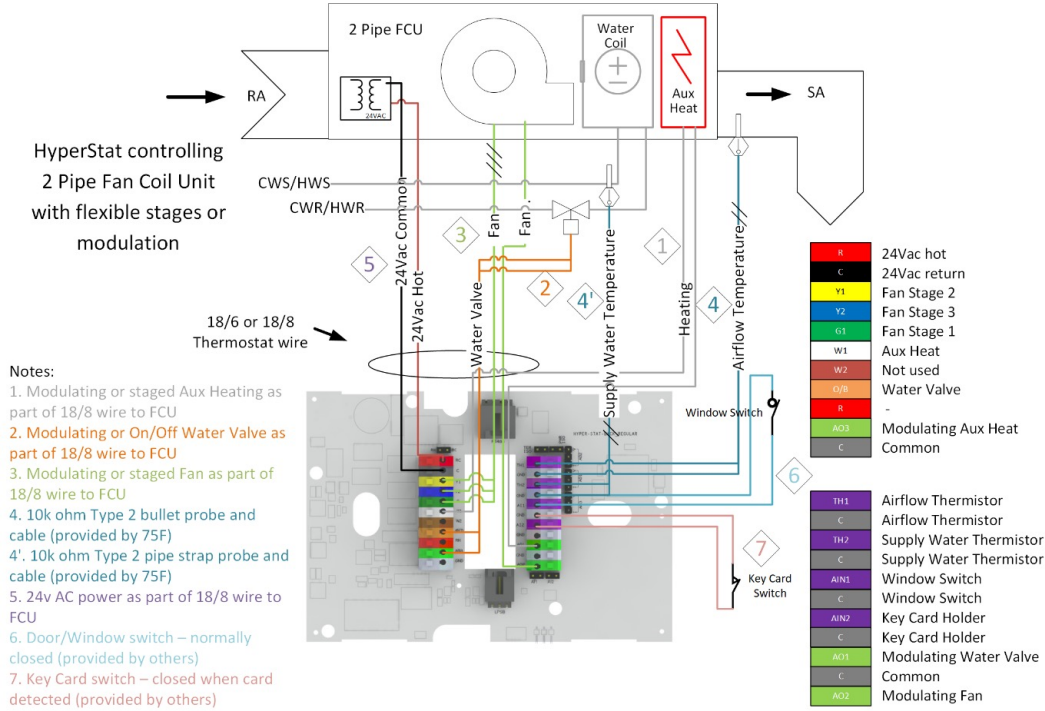 2 Pipe FCU
Water
Coil
Aux
Heat
24VAC
RA
SA
HyperStat controlling
2 Pipe Fan Coil Unit
with flexible stages or
modulation
CWS/HWS
CWR/HWR
24Vac Common
24Vac Hot
Water Valve
Fan
Fan .
Supply Water Temperature
Heating
Airflow Temperature
1
2
3
4
4'
5
6
7
18/6 or 18/8
Thermostat wire
Window Switch
Key Card
Switch
Notes:
1. Modulating or staged Aux Heating as
part of 18/8 wire to FCU
2. Modulating or On/Off Water Valve as
part of 18/8 wire to FCU
3. Modulating or staged Fan as part of
18/8 wire to FCU
4. 10k ohm Type 2 bullet probe and
cable (provided by 75F)
4'. 10k ohm Type 2 pipe strap probe and
cable (provided by 75F)
5. 24v AC power as part of 18/8 wire to
FCU
6. Door/Window switch – normally
closed (provided by others)
7. Key Card switch – closed when card
detected (provided by others)
R 24Vac hot
C 24Vac return
Y1 Fan Stage 2
Y2 Fan Stage 3
G1 Fan Stage 1
W1 Aux Heat
W2 Not used
O/B Water Valve
R -
AO3 Modulating Aux Heat
C Common
TH1 Airflow Thermistor
C Airflow Thermistor
TH2 Supply Water Thermistor
C Supply Water Thermistor
AIN1 Window Switch
C Window Switch
AIN2 Key Card Holder
C Key Card Holder
AO1 Modulating Water Valve
C Common
AO2 Modulating Fan